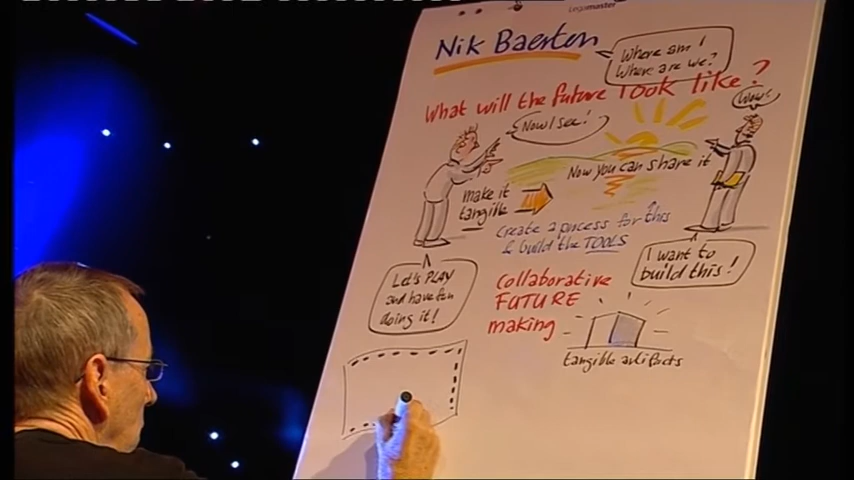 Legamaster
Nik Baerten
Where am I
Where are we?
What will the future look like?
Wow!
Now I see!
Now you can share it
make it
tangible
Create a process for this
& build the TOOLS
I want to
build this!
Let's PLAY
and have fun
doing it!
Collaborative
FUTURE
making
tangible artifacts